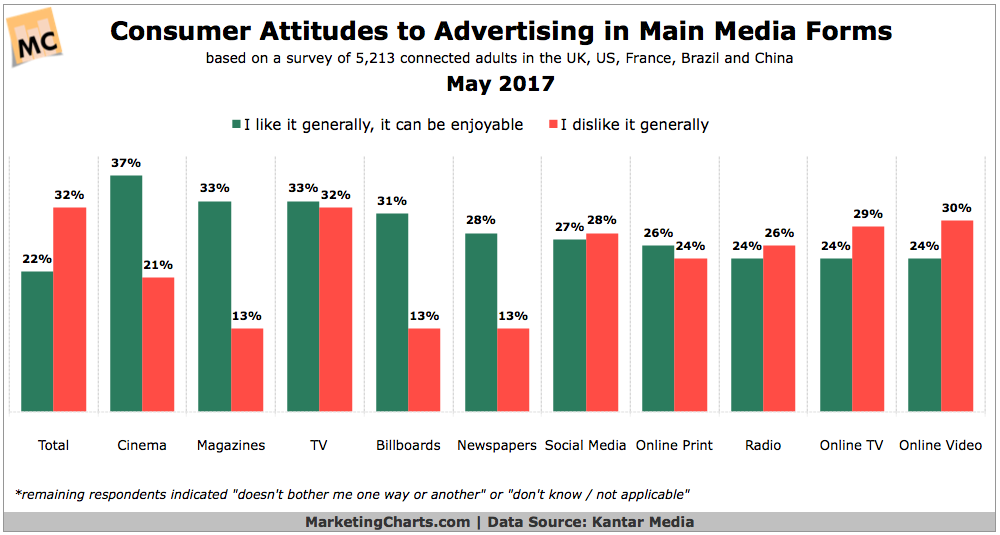 MC
Consumer Attitudes to Advertising in Main Media Forms
based on a survey of 5,213 connected adults in the UK, US, France, Brazil and China
May 2017
I like it generally, it can be enjoyable I dislike it generally
22% 32% 37% 21% 33% 13% 33% 32% 31% 13% 28% 13% 27% 28% 26% 24% 24% 26% 24% 29% 24% 30%
Total Cinema Magazines TV Billboards Newspapers Social Media Online Print Radio Online TV Online Video
*remaining respondents indicated "doesn't bother me one way or another" or "don't know / not applicable"
MarketingCharts.com | Data Source: Kantar Media